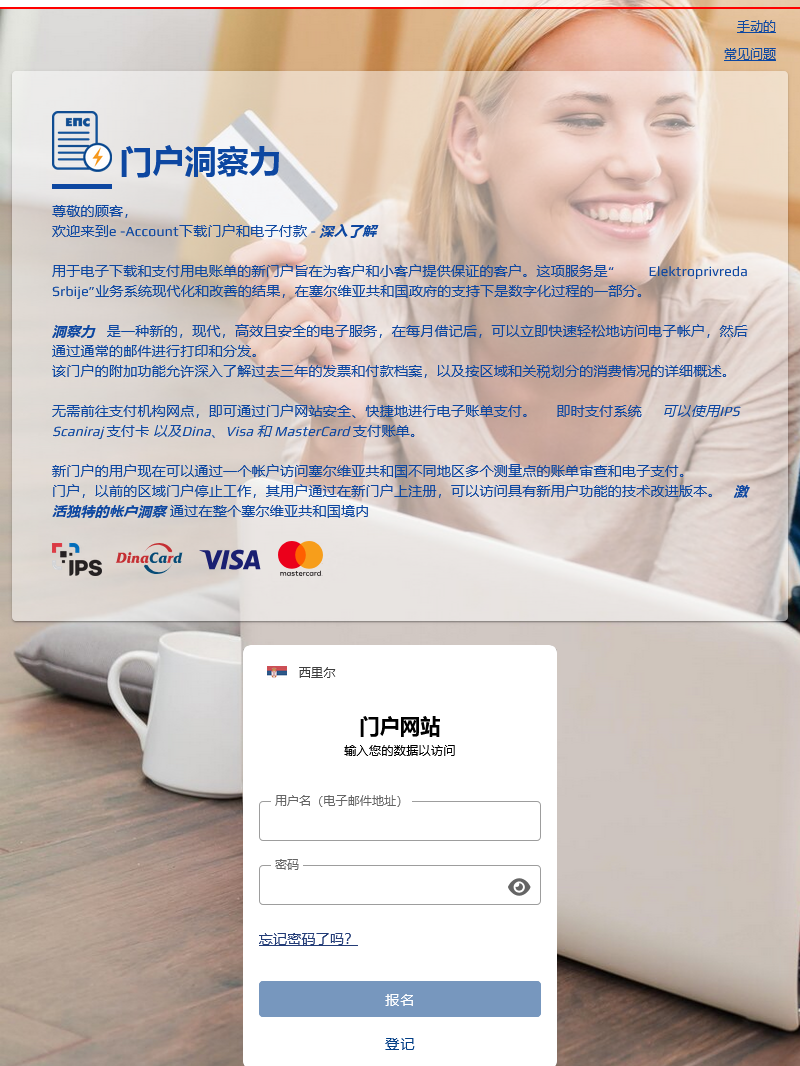 手动的
常见问题
ЕПС
门户洞察力
尊敬的顾客，
欢迎来到e -Account下载门户和电子付款 - 深入了解
用于电子下载和支付用电账单的新门户旨在为客户和小客户提供保证的客户。这项服务是“ Elektroprivreda
Srbije”业务系统现代化和改善的结果，在塞尔维亚共和国政府的支持下是数字化过程的一部分。
洞察力 是一种新的，现代，高效且安全的电子服务，在每月借记后，可以立即快速轻松地访问电子帐户，然后
通过通常的邮件进行打印和分发。
该门户的附加功能允许深入了解过去三年的发票和付款档案，以及按区域和关税划分的消费情况的详细概述。
无需前往支付机构网点，即可通过门户网站安全、快捷地进行电子账单支付。 即时支付系统 可以使用IPS
Scaniraj 支付卡 以及Dina、Visa 和 MasterCard 支付账单。
新门户的用户现在可以通过一个帐户访问塞尔维亚共和国不同地区多个测量点的账单审查和电子支付。
门户，以前的区域门户停止工作，其用户通过在新门户上注册，可以访问具有新用户功能的技术改进版本。 激
活独特的帐户洞察 通过在整个塞尔维亚共和国境内
IPS DinaCard VISA mastercard.
西里尔
门户网站
输入您的数据以访问
用户名（电子邮件地址）
密码
忘记密码了吗？
报名
登记